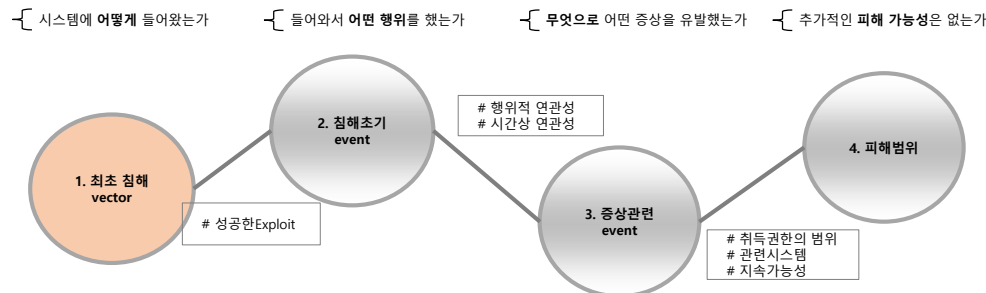 시스템에 어떻게 들어왔는가
들어와서 어떤 행위를 했는가
무엇으로 어떤 증상을 유발했는가
추가적인 피해 가능성은 없는가
1. 최초 침해
vector
# 성공한Exploit
2. 침해초기
event
# 행위적 연관성
# 시간상 연관성
3. 증상관련
event
# 취득권한의 범위
# 관련시스템
# 지속가능성
4. 피해범위